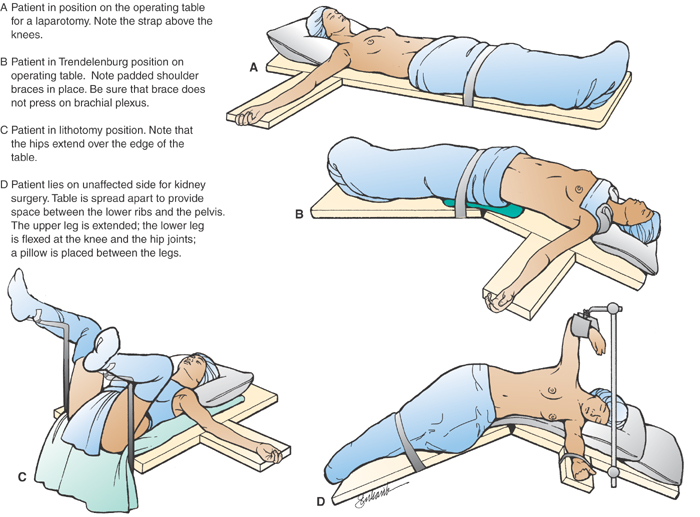 A Patient in position on the operating table
for a laparotomy. Note the strap above the
knees.
B Patient in Trendelenburg position on
operating table. Note padded shoulder
braces in place. Be sure that brace does
not press on brachial plexus.
C Patient in lithotomy position. Note that
the hips extend over the edge of the
table.
D Patient lies on unaffected side for kidney
surgery. Table is spread apart to provide
space between the lower ribs and the pelvis.
The upper leg is extended; the lower leg
is flexed at the knee and the hip joints;
a pillow is placed between the legs.
A
B
C
D